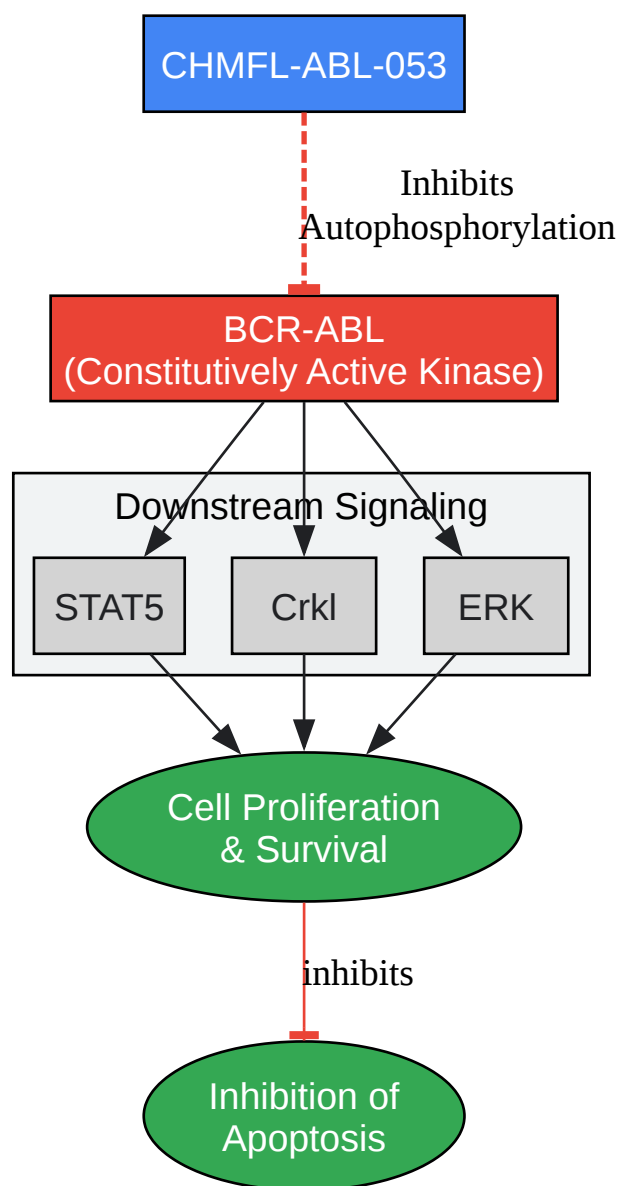 CHMFL-ABL-053
Inhibits
Autophosphorylation
BCR-ABL
(Constitutively Active Kinase)
Downstream Signaling
STAT5
Crkl
ERK
Cell Proliferation
& Survival
inhibits
Inhibition of
Apoptosis